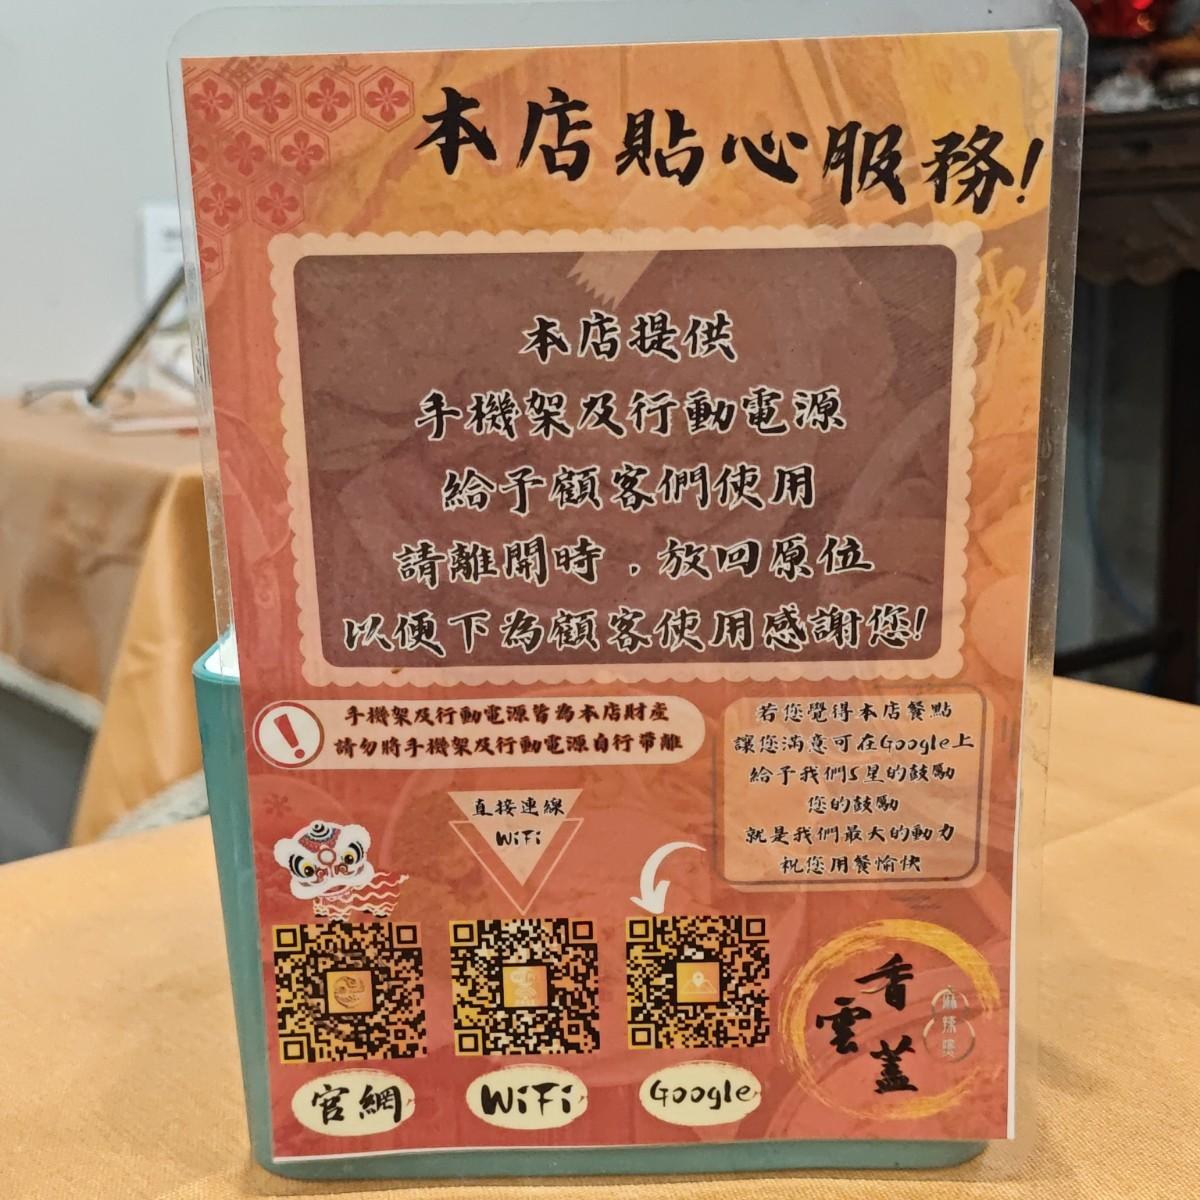 本店貼心服務!
本店提供
手機架及行動電源
給予顧客們使用
請離開時﹐放回原位
以便下為顧客使用感謝您!
手機架及行動電源皆為本店財產
請勿將手機架及行動電源自行帶離
若您覺得本店餐點
讓您滿意可在Google上
給予我們5星的鼓勵
您的鼓勵
就是我們最大的動力
祝您用餐愉快
直接連線
WiFi
官網
WiFi
Google
香雲蓋
麻辣燙